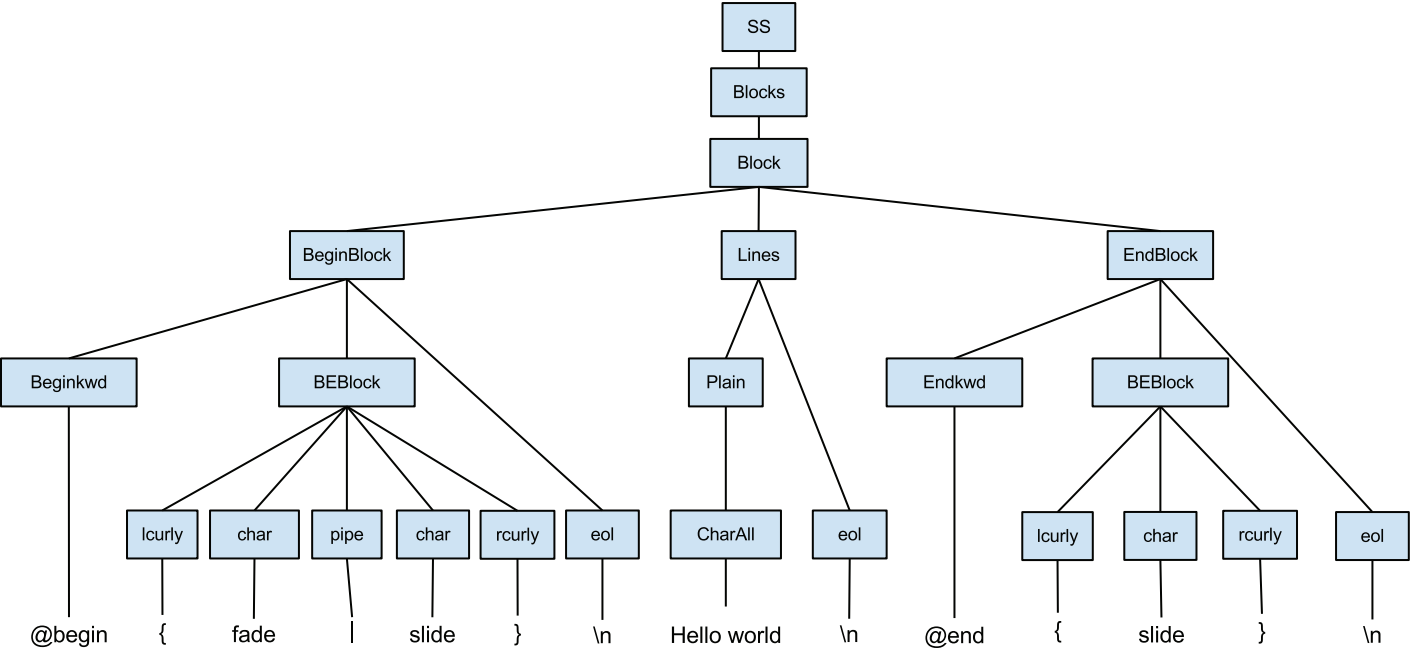 SS
Blocks
Block
BeginBlock Lines EndBlock
Beginkwd BEBlock Plain Endkwd BEBlock
lcurly char pipe char rcurly eol CharAll eol lcurly char rcurly eol
@begin { fade | slide } \n Hello world \n @end { slide } \n